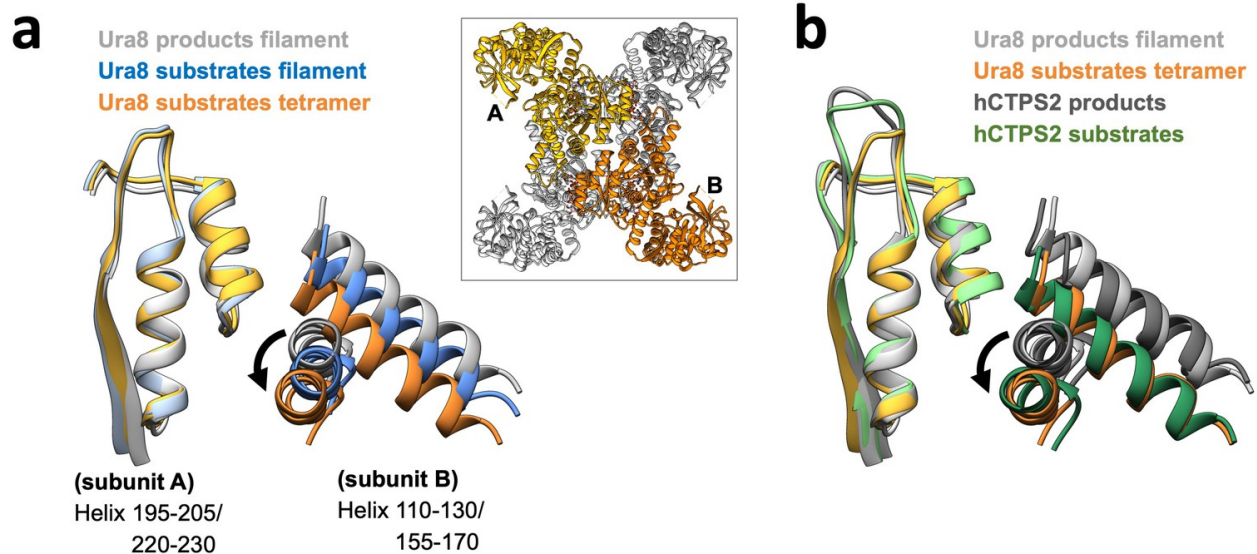 a
Ura8 products filament
Ura8 substrates filament
Ura8 substrates tetramer
A
B
(subunit A)
Helix 195-205/
220-230
(subunit B)
Helix 110-130/
155-170
b
Ura8 products filament
Ura8 substrates tetramer
hCTPS2 products
hCTPS2 substrates